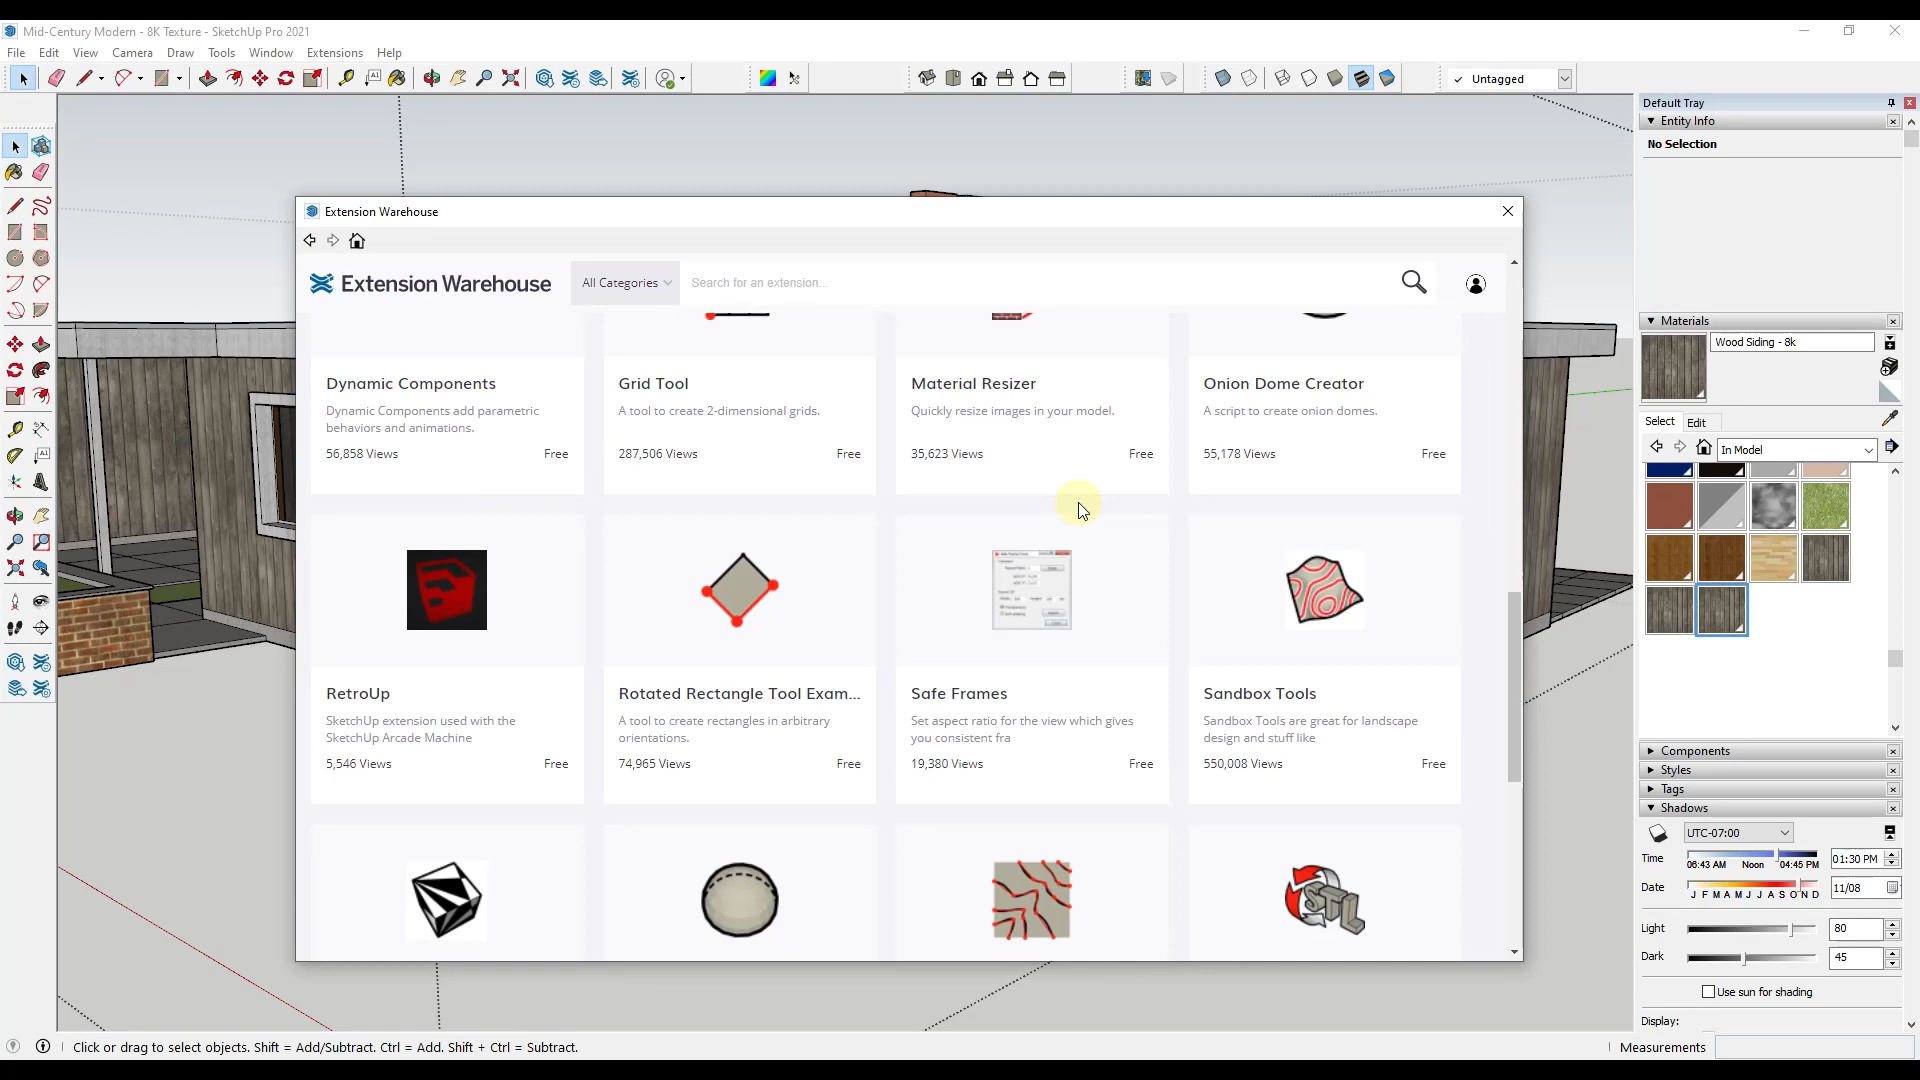 Mid-Century Modern - 8K Texture - SketchUp Pro 2021
File Edit View Camera Draw Tools Window Extensions Help
Untagged
Default Tray
Entity Info
No Selection
Extension Warehouse
Extension Warehouse
All Categories
Search for an extension...
Dynamic Components
Dynamic Components add parametric
behaviors and animations.
56,858 Views Free
Grid Tool
A tool to create 2-dimensional grids.
287,506 Views Free
Material Resizer
Quickly resize images in your model.
35,623 Views Free
Onion Dome Creator
A script to create onion domes.
55,178 Views Free
RetroUp
SketchUp extension used with the
SketchUp Arcade Machine
5,546 Views Free
Rotated Rectangle Tool Exam...
A tool to create rectangles in arbitrary
orientations.
74,965 Views Free
Safe Frames
Set aspect ratio for the view which gives
you consistent fra
19,380 Views Free
Sandbox Tools
Sandbox Tools are great for landscape
design and stuff like
550,008 Views Free
STL
Materials
Wood Siding - 8k
Select Edit
In Model
Components
Styles
Tags
Shadows
UTC-07:00
Time 06:43 AM Noon 04:45 PM 01:30 PM
Date J F M A M J J A S O N D 11/08
Light 80
Dark 45
Use sun for shading
Display:
Click or drag to select objects. Shift = Add/Subtract. Ctrl = Add. Shift + Ctrl = Subtract.
Measurements